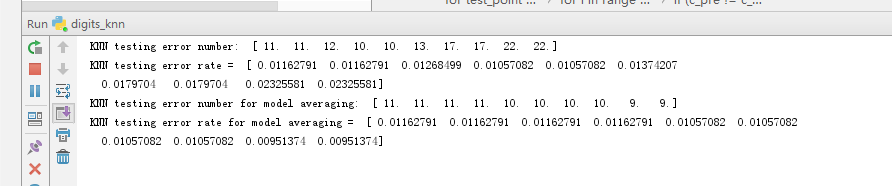 for test_point ... › for i in range ... › if (c_pre != c_...
Run digits_knn
KNN testing error number: [ 11. 11. 12. 10. 10. 13. 17. 17. 22. 22.]
KNN testing error rate = [ 0.01162791 0.01162791 0.01268499 0.01057082 0.01057082 0.01374207
0.0179704 0.0179704 0.02325581 0.02325581]
KNN testing error number for model averaging: [ 11. 11. 11. 11. 10. 10. 10. 10. 9. 9.]
KNN testing error rate for model averaging = [ 0.01162791 0.01162791 0.01162791 0.01162791 0.01057082 0.01057082
0.01057082 0.01057082 0.00951374 0.00951374]